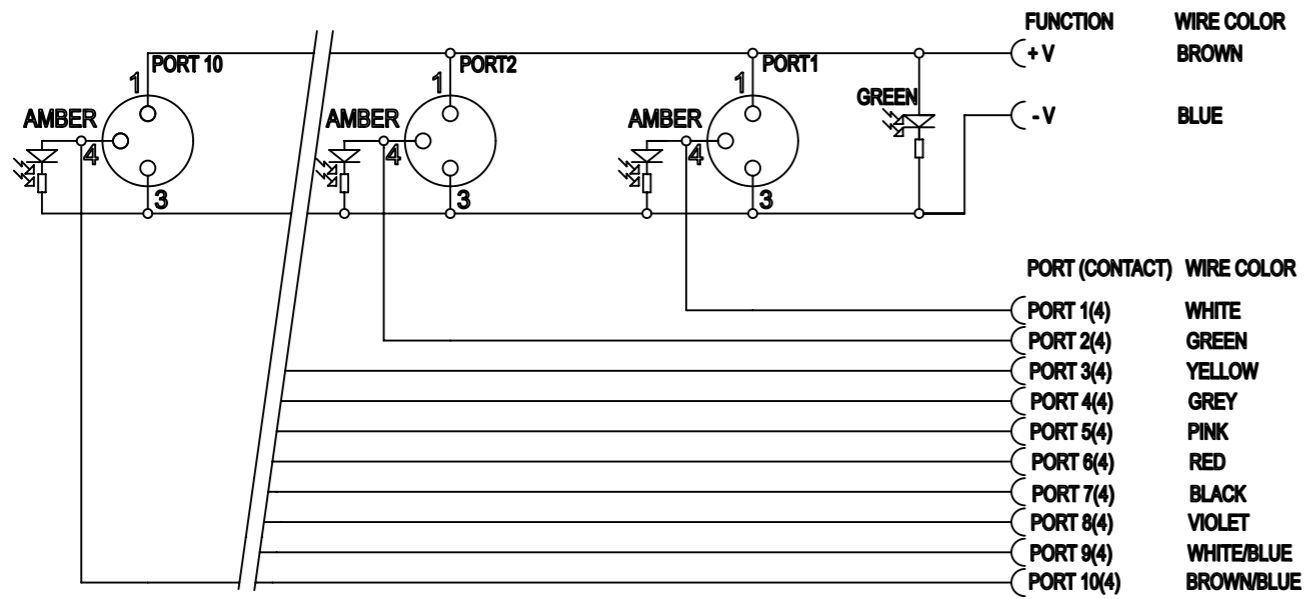 FUNCTION WIRE COLOR
+ V BROWN
PORT 10 PORT2 PORT1
1 1 1
GREEN
AMBER AMBER AMBER
- V BLUE
4 4 4
3 3 3
PORT (CONTACT) WIRE COLOR
PORT 1(4) WHITE
PORT 2(4) GREEN
PORT 3(4) YELLOW
PORT 4(4) GREY
PORT 5(4) PINK
PORT 6(4) RED
PORT 7(4) BLACK
PORT 8(4) VIOLET
PORT 9(4) WHITE/BLUE
PORT 10(4) BROWN/BLUE